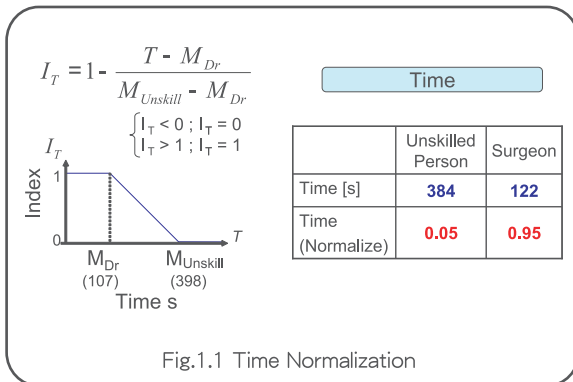 I_T = 1 - (T - M_Dr) / (M_Unskill - M_Dr)
{ I_T < 0 ; I_T = 0
I_T > 1 ; I_T = 1
I_T
1
0
Index
T
M_Dr
(107)
M_Unskill
(398)
Time s
Time
Unskilled Person | Surgeon
Time [s] | 384 | 122
Time (Normalize) | 0.05 | 0.95
Fig.1.1 Time Normalization